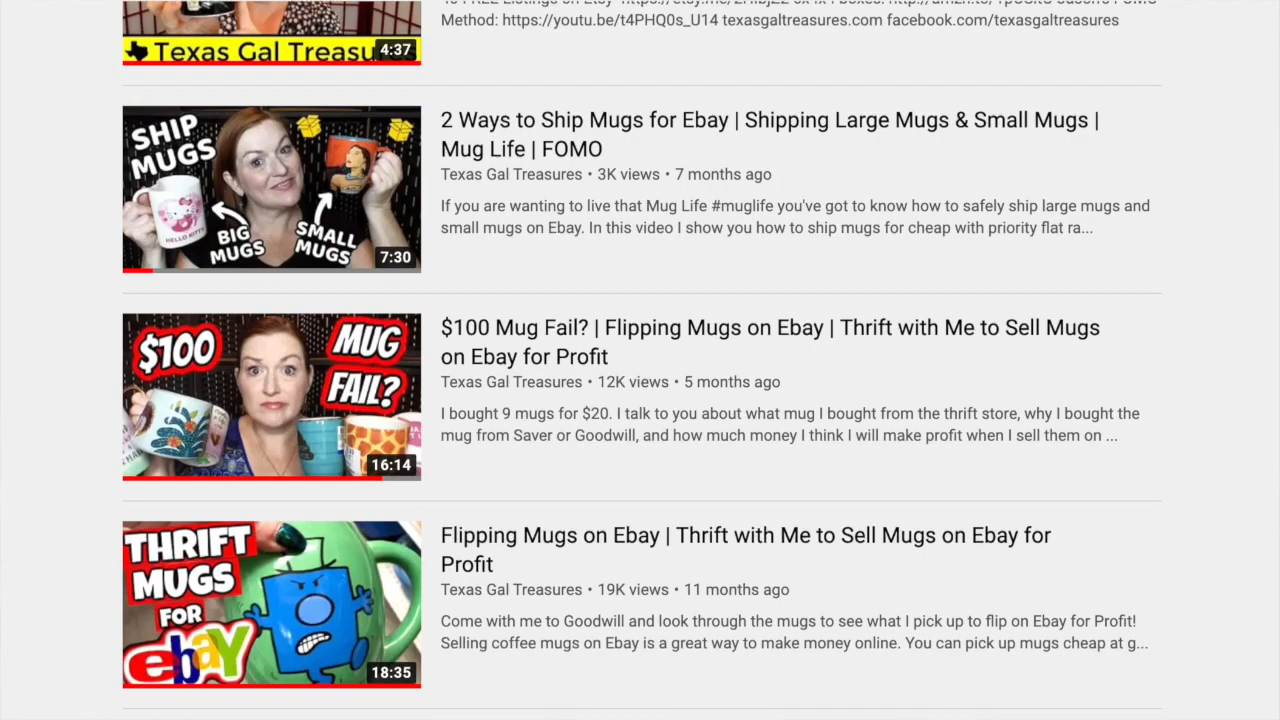 Method: https://youtu.be/t4PHQ0s_U14 texasgaltreasures.com facebook.com/texasgaltreasures
Texas Gal Treasures
4:37
SHIP
MUGS
HELLO KITTY
BIG
MUGS
SMALL
MUGS
7:30
2 Ways to Ship Mugs for Ebay | Shipping Large Mugs & Small Mugs |
Mug Life | FOMO
Texas Gal Treasures • 3K views • 7 months ago
If you are wanting to live that Mug Life #muglife you've got to know how to safely ship large mugs and
small mugs on Ebay. In this video I show you how to ship mugs for cheap with priority flat ra...
$100
MUG
FAIL?
16:14
$100 Mug Fail? | Flipping Mugs on Ebay | Thrift with Me to Sell Mugs
on Ebay for Profit
Texas Gal Treasures • 12K views • 5 months ago
I bought 9 mugs for $20. I talk to you about what mug I bought from the thrift store, why I bought the
mug from Saver or Goodwill, and how much money I think I will make profit when I sell them on ...
THRIFT
MUGS
FOR
ebay
18:35
Flipping Mugs on Ebay | Thrift with Me to Sell Mugs on Ebay for
Profit
Texas Gal Treasures • 19K views • 11 months ago
Come with me to Goodwill and look through the mugs to see what I pick up to flip on Ebay for Profit!
Selling coffee mugs on Ebay is a great way to make money online. You can pick up mugs cheap at g...